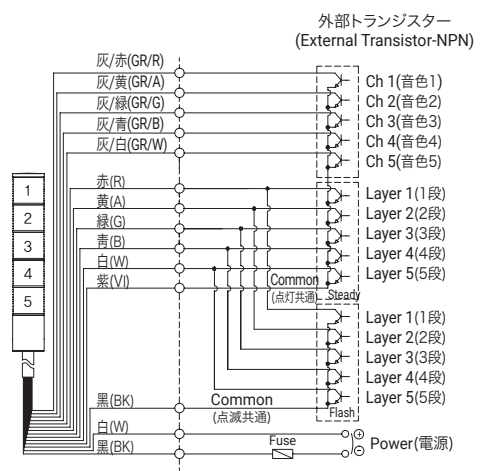 外部トランジスター
(External Transistor-NPN)
灰/赤(GR/R)
灰/黄(GR/A)
灰/緑(GR/G)
灰/青(GR/B)
灰/白(GR/W)
Ch 1(音色1)
Ch 2(音色2)
Ch 3(音色3)
Ch 4(音色4)
Ch 5(音色5)
1
2
3
4
5
赤(R)
黄(A)
緑(G)
青(B)
白(W)
紫(VI)
Layer 1(1段)
Layer 2(2段)
Layer 3(3段)
Layer 4(4段)
Layer 5(5段)
Common
(点灯共通)
Steady
Layer 1(1段)
Layer 2(2段)
Layer 3(3段)
Layer 4(4段)
Layer 5(5段)
Flash
黒(BK)
Common
(点滅共通)
白(W)
黒(BK)
Fuse
⊕
⊖
Power(電源)